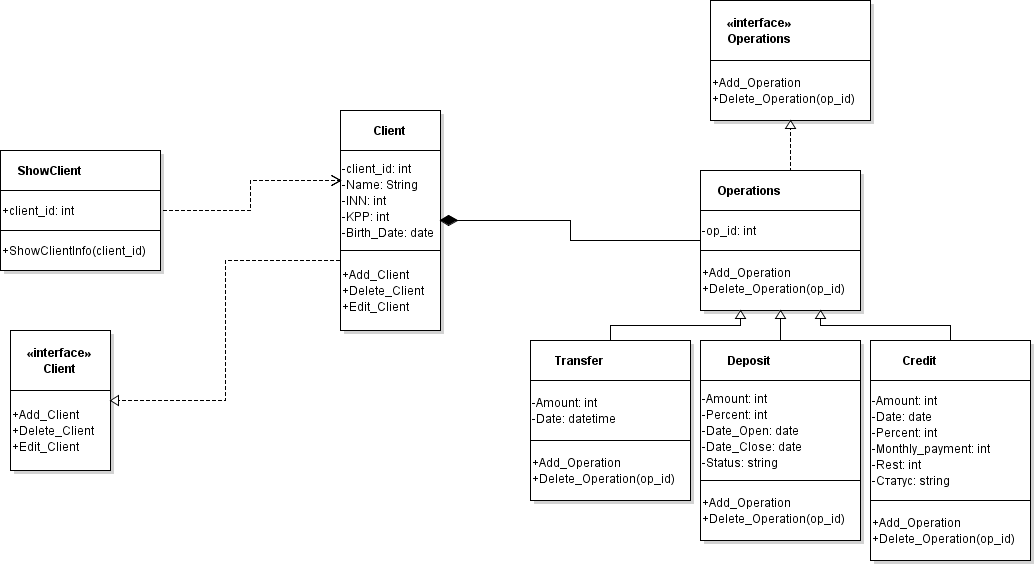 «interface»
Operations
+Add_Operation
+Delete_Operation(op_id)
Client
-client_id: int
-Name: String
-INN: int
-KPP: int
-Birth_Date: date
+Add_Client
+Delete_Client
+Edit_Client
ShowClient
+client_id: int
+ShowClientInfo(client_id)
Operations
-op_id: int
+Add_Operation
+Delete_Operation(op_id)
«interface»
Client
+Add_Client
+Delete_Client
+Edit_Client
Transfer
-Amount: int
-Date: datetime
+Add_Operation
+Delete_Operation(op_id)
Deposit
-Amount: int
-Percent: int
-Date_Open: date
-Date_Close: date
-Status: string
+Add_Operation
+Delete_Operation(op_id)
Credit
-Amount: int
-Date: date
-Percent: int
-Monthly_payment: int
-Rest: int
-Статус: string
+Add_Operation
+Delete_Operation(op_id)